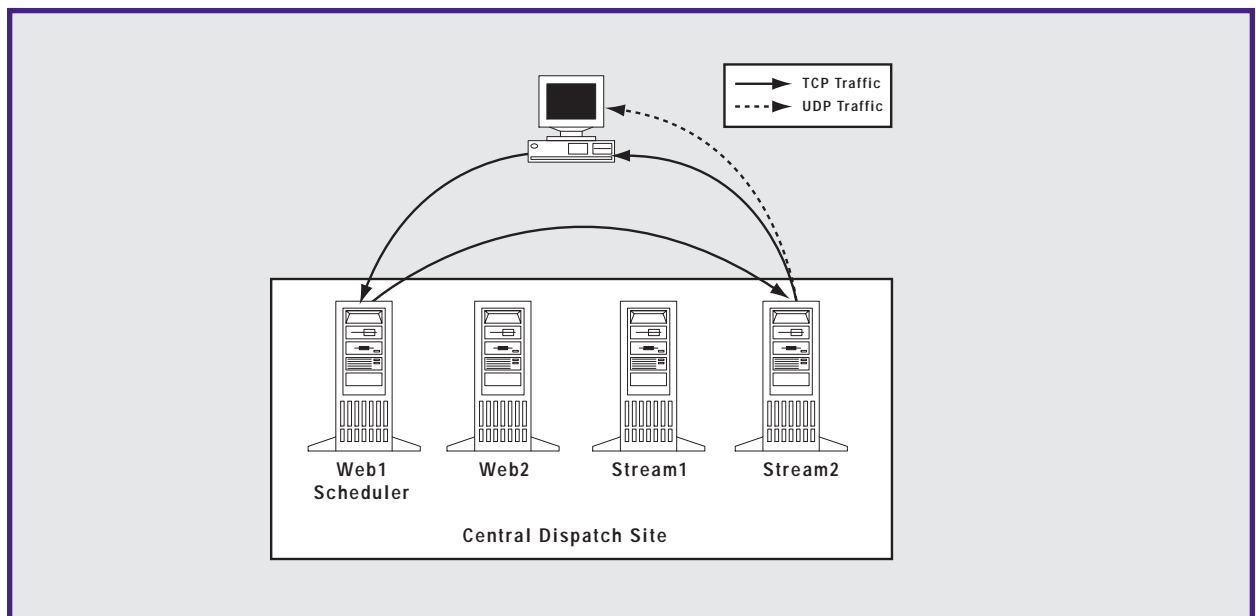 TCP Traffic
UDP Traffic
Web1
Scheduler
Web2
Stream1
Stream2
Central Dispatch Site